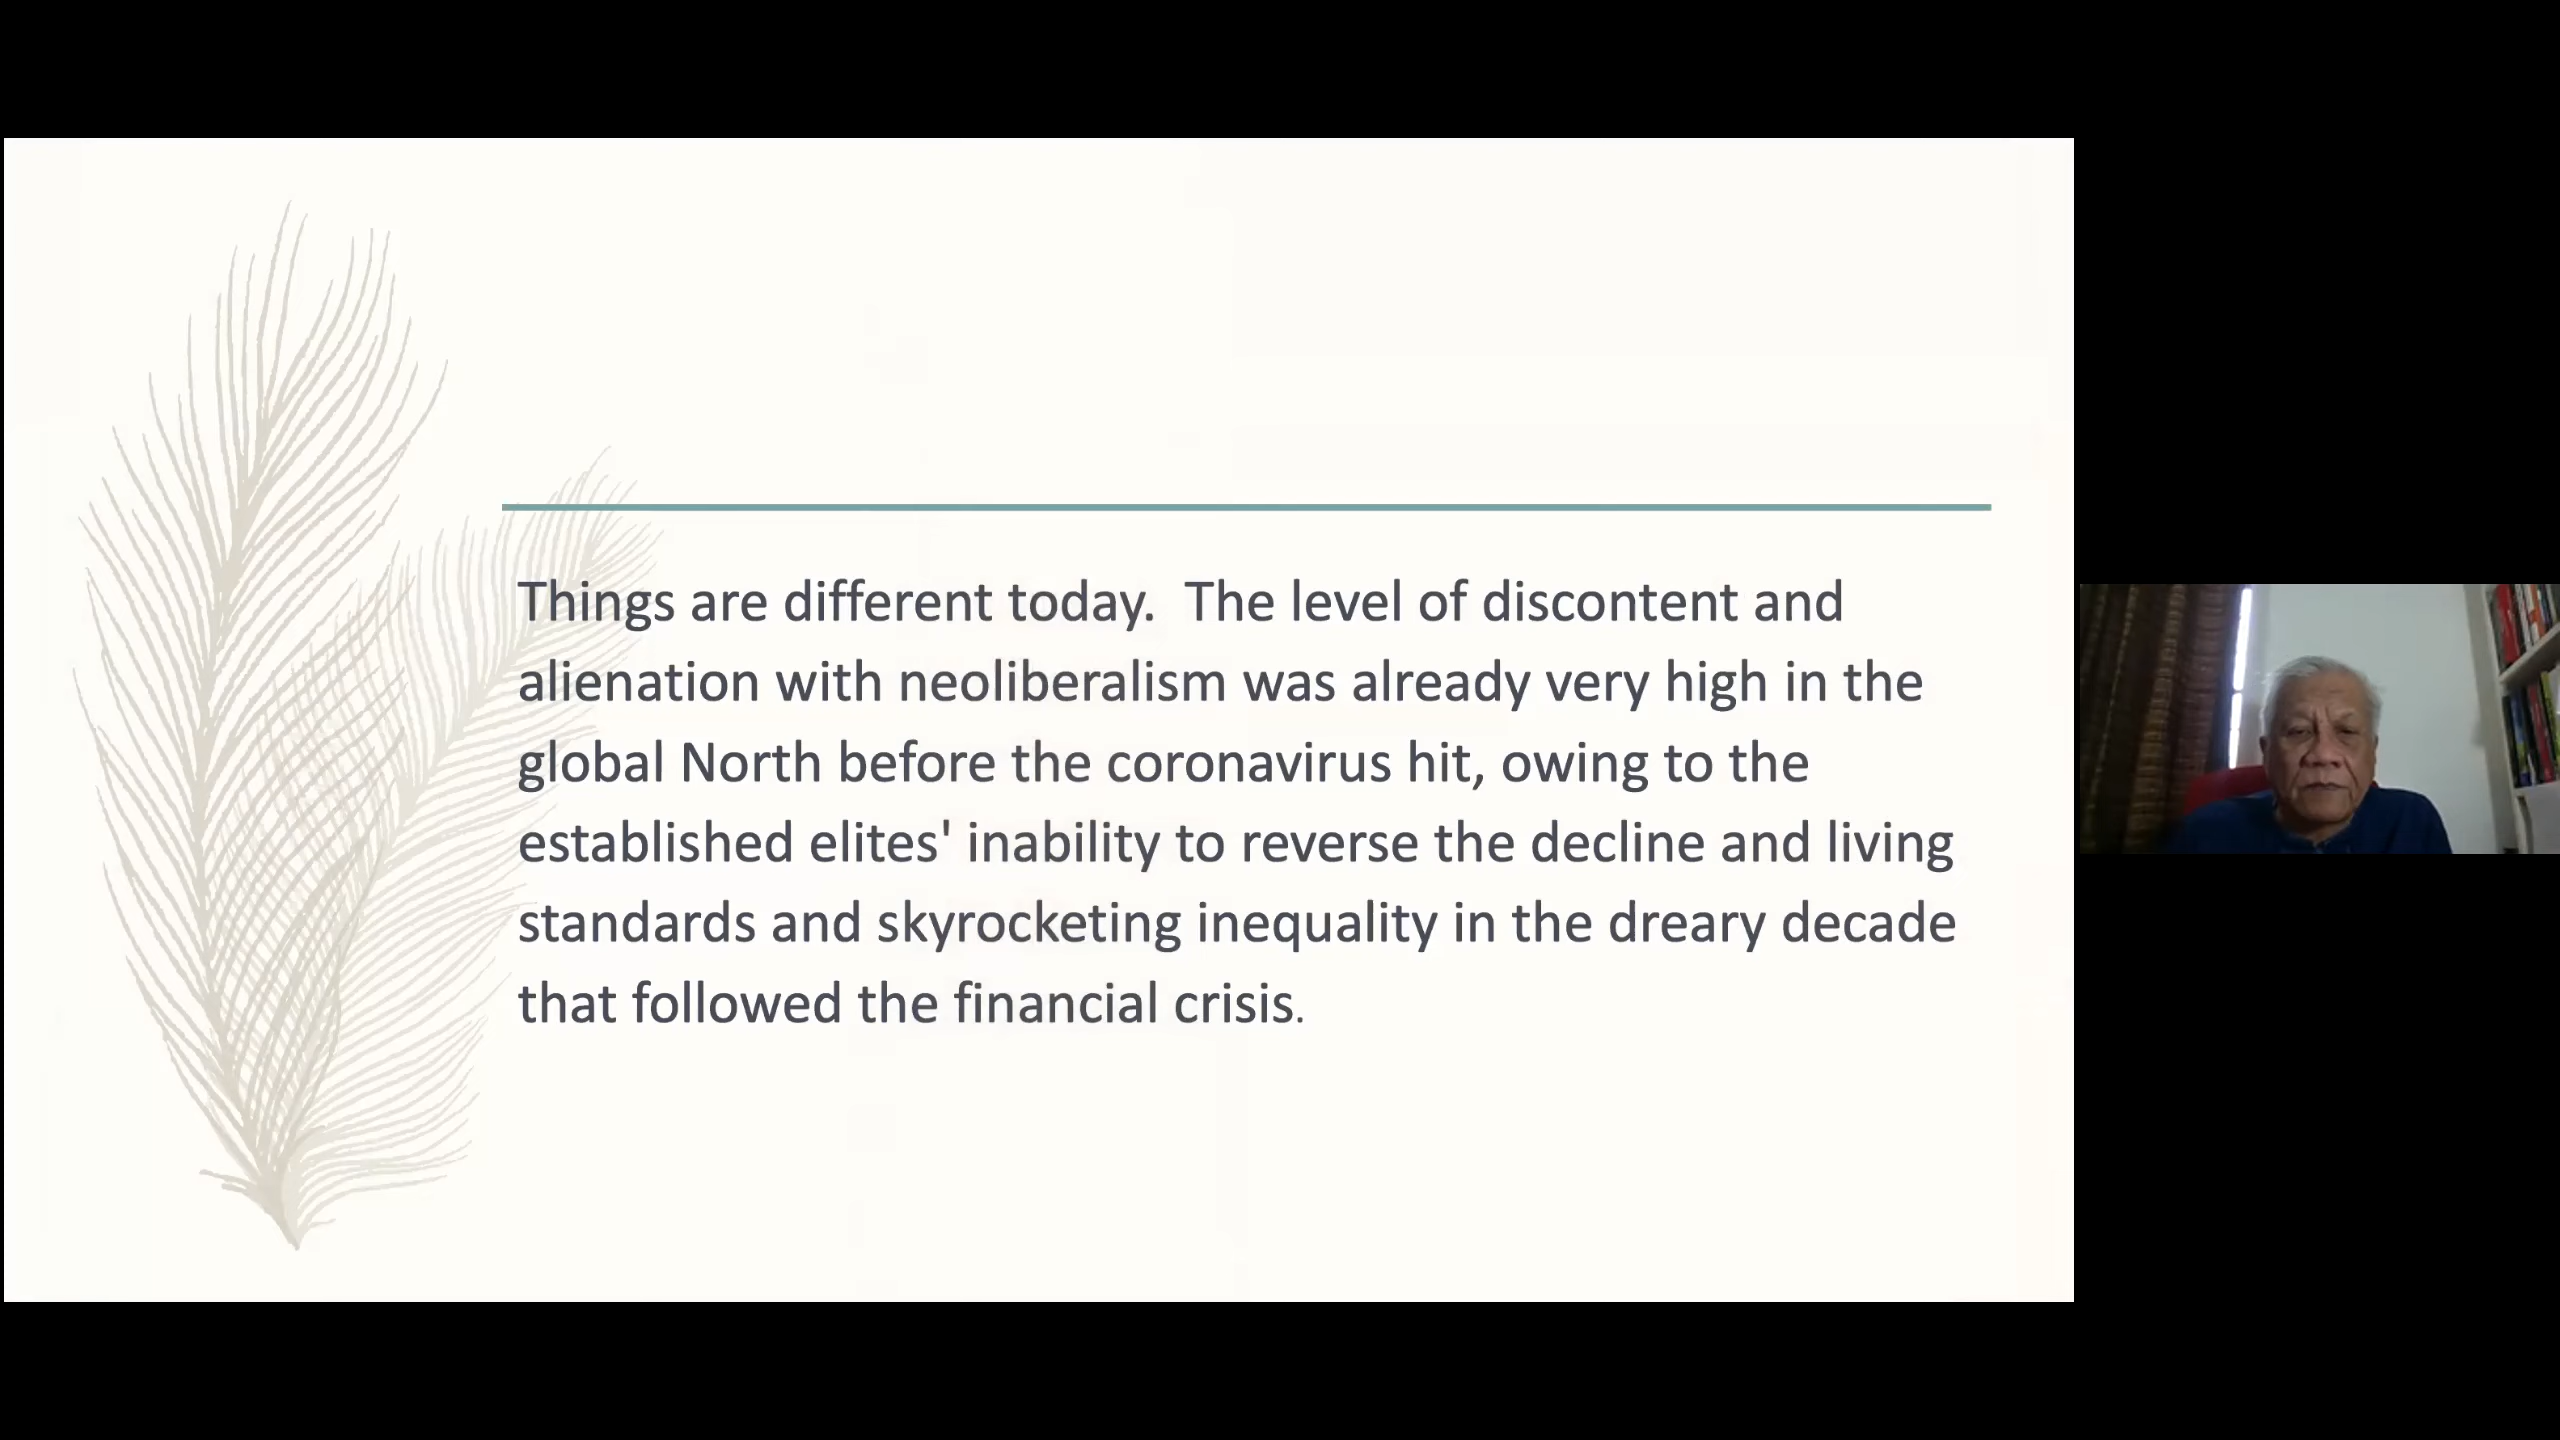 Things are different today.  The level of discontent and
alienation with neoliberalism was already very high in the
global North before the coronavirus hit, owing to the
established elites' inability to reverse the decline and living
standards and skyrocketing inequality in the dreary decade
that followed the financial crisis.